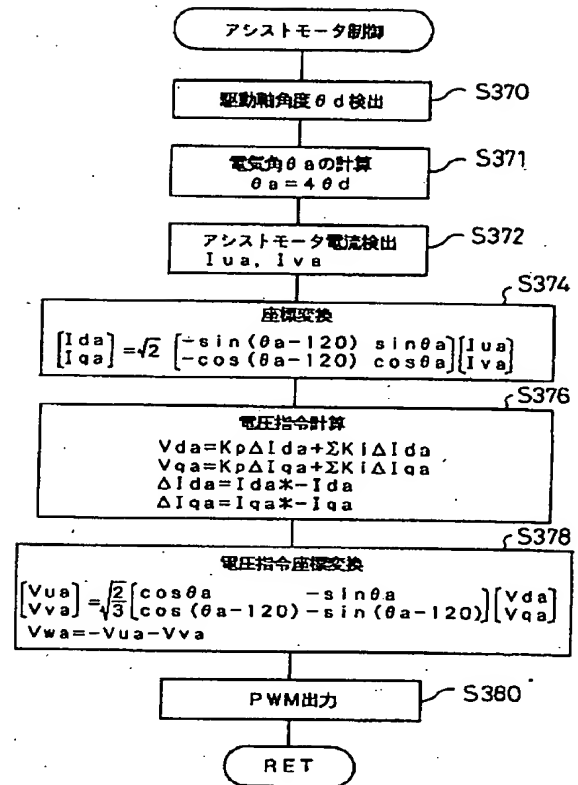 アシストモータ制御
駆動軸角度θd検出
S370
電気角θaの計算
θa=4θd
S371
アシストモータ電流検出
Iua, Iva
S372
S374
座標変換
[Ida Iqa] =√2 [-sin(θa-120) sinθa
-cos(θa-120) cosθa] [Iua Iva]
S376
電圧指令計算
Vda=KpΔIda+ΣKiΔIda
Vqa=KpΔIqa+ΣKiΔIqa
ΔIda=Ida*-Ida
ΔIqa=Iqa*-Iqa
S378
電圧指令座標変換
[Vua Vva] =√2/3 [cosθa -sinθa
cos(θa-120) -sin(θa-120)] [Vda Vqa]
Vwa=-Vua-Vva
PWM出力
S380
RET